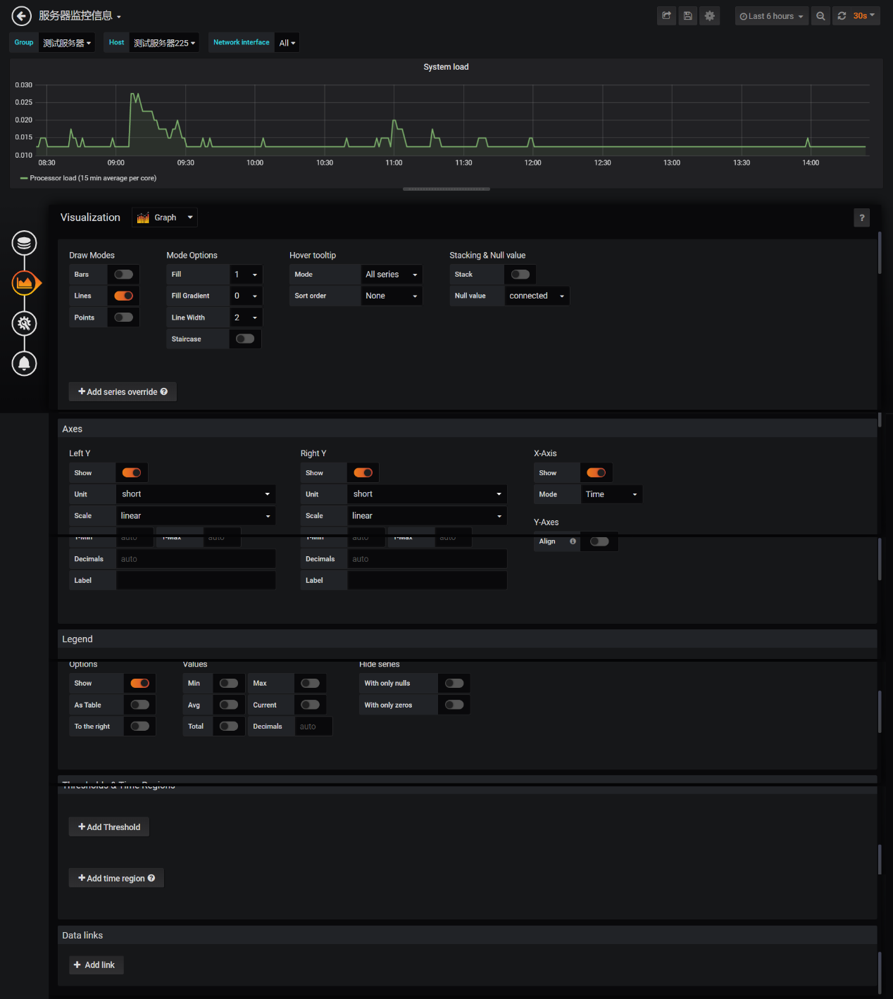 服务器监控信息
Last 6 hours
30s
Group 测试服务器 Host 测试服务器225 Network interface All
System load
0.030
0.025
0.020
0.015
0.010
08:30 09:00 09:30 10:00 10:30 11:00 11:30 12:00 12:30 13:00 13:30 14:00
Processor load (15 min average per core)
Visualization Graph ?
Draw Modes Mode Options Hover tooltip Stacking & Null value
Bars Fill 1 Mode All series Stack
Lines Fill Gradient 0 Sort order None Null value connected
Points Line Width 2
Staircase
+ Add series override ?
Axes
Left Y Right Y X-Axis
Show Show Show
Unit short Unit short Mode Time
Scale linear Scale linear
Y-Axes
Y-Min auto Y-Max auto Y-Min auto Y-Max auto
Align
Decimals auto Decimals auto
Label Label
Legend
Options Values Hide series
Show Min Max With only nulls
As Table Avg Current With only zeros
To the right Total Decimals auto
Thresholds & Time Regions
+ Add Threshold
+ Add time region ?
Data links
+ Add link